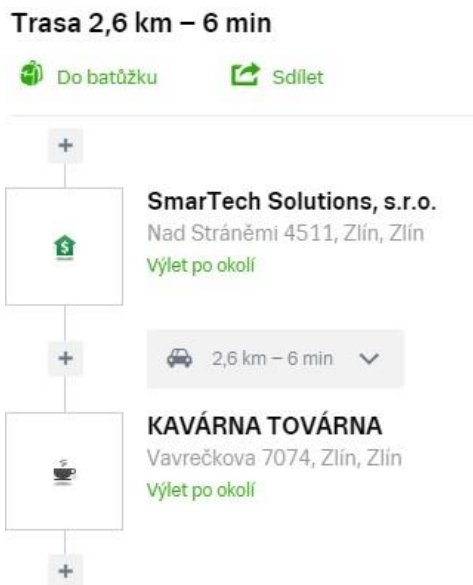 Trasa 2,6 km – 6 min
Do batůžku
Sdílet
+
SmarTech Solutions, s.r.o.
Nad Stráněmi 4511, Zlín, Zlín
Výlet po okolí
+
2,6 km – 6 min
KAVÁRNA TOVÁRNA
Vavrečkova 7074, Zlín, Zlín
Výlet po okolí
+